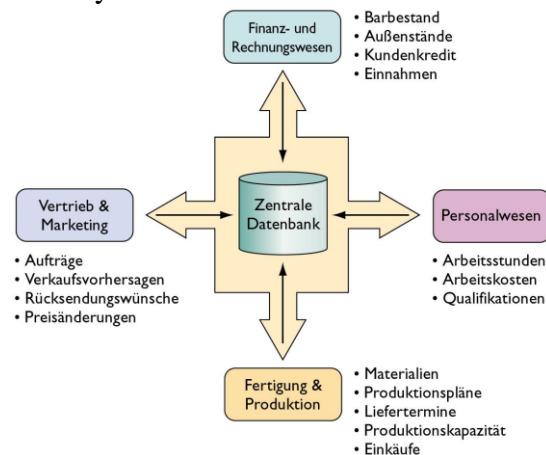 Finanz- und
Rechnungswesen
• Barbestand
• Außenstände
• Kundenkredit
• Einnahmen
Vertrieb &
Marketing
• Aufträge
• Verkaufsvorhersagen
• Rücksendungswünsche
• Preisänderungen
Zentrale
Datenbank
Personalwesen
• Arbeitsstunden
• Arbeitskosten
• Qualifikationen
Fertigung &
Produktion
• Materialien
• Produktionspläne
• Liefertermine
• Produktionskapazität
• Einkäufe